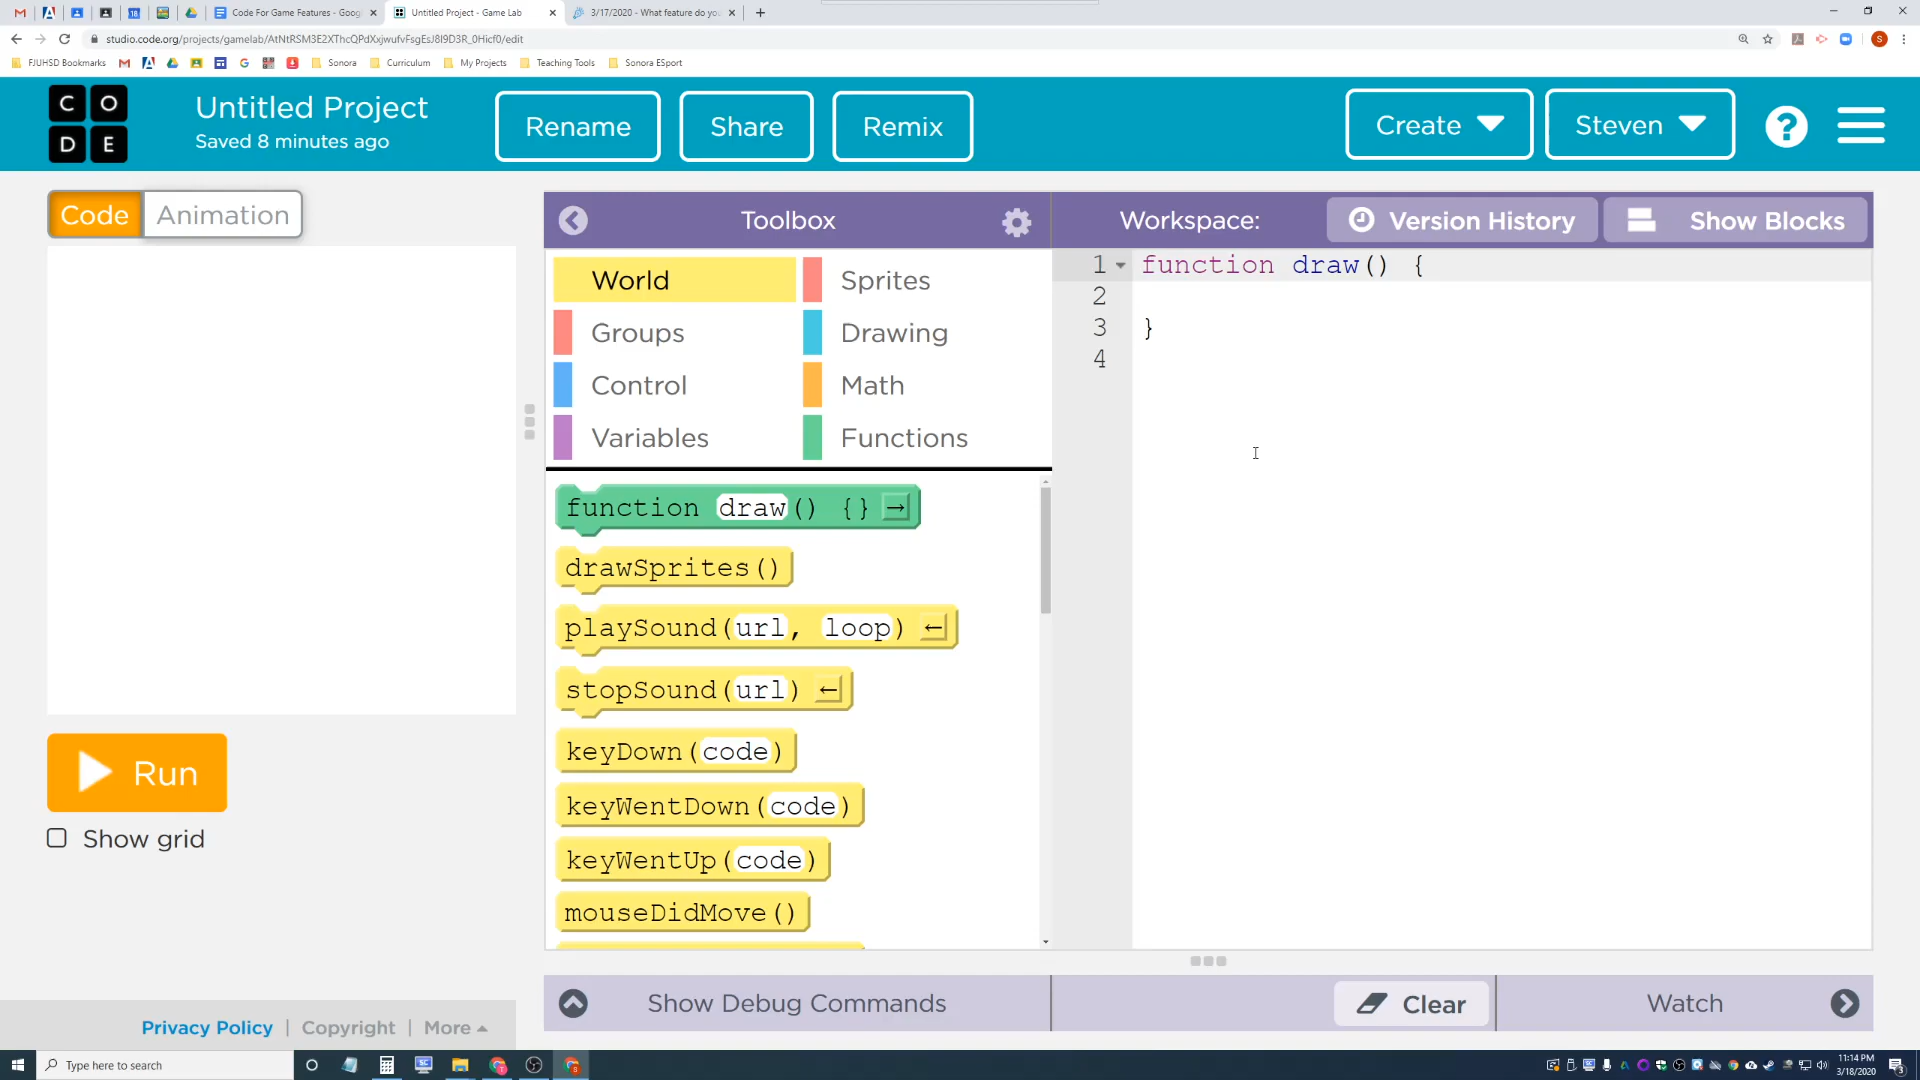 Code For Game Features - Goog
Untitled Project - Game Lab
3/17/2020 - What feature do yo
studio.code.org/projects/gamelab/AtNtRSM3E2XThcQPdXxjwufvFsgEsJ8I9D3R_0Hicf0/edit
FJUHSD Bookmarks
Sonora
Curriculum
My Projects
Teaching Tools
Sonora ESport
C O
D E
Untitled Project
Saved 8 minutes ago
Rename
Share
Remix
Create
Steven
?
Code
Animation
Toolbox
Workspace:
Version History
Show Blocks
World
Sprites
Groups
Drawing
Control
Math
Variables
Functions
1 function draw() {
2
3 }
4
function draw() {} →
drawSprites()
playSound(url, loop) ←
stopSound(url) ←
keyDown(code)
keyWentDown(code)
keyWentUp(code)
mouseDidMove()
Run
Show grid
Show Debug Commands
Clear
Watch
Privacy Policy | Copyright | More
Type here to search
11:14 PM
3/18/2020